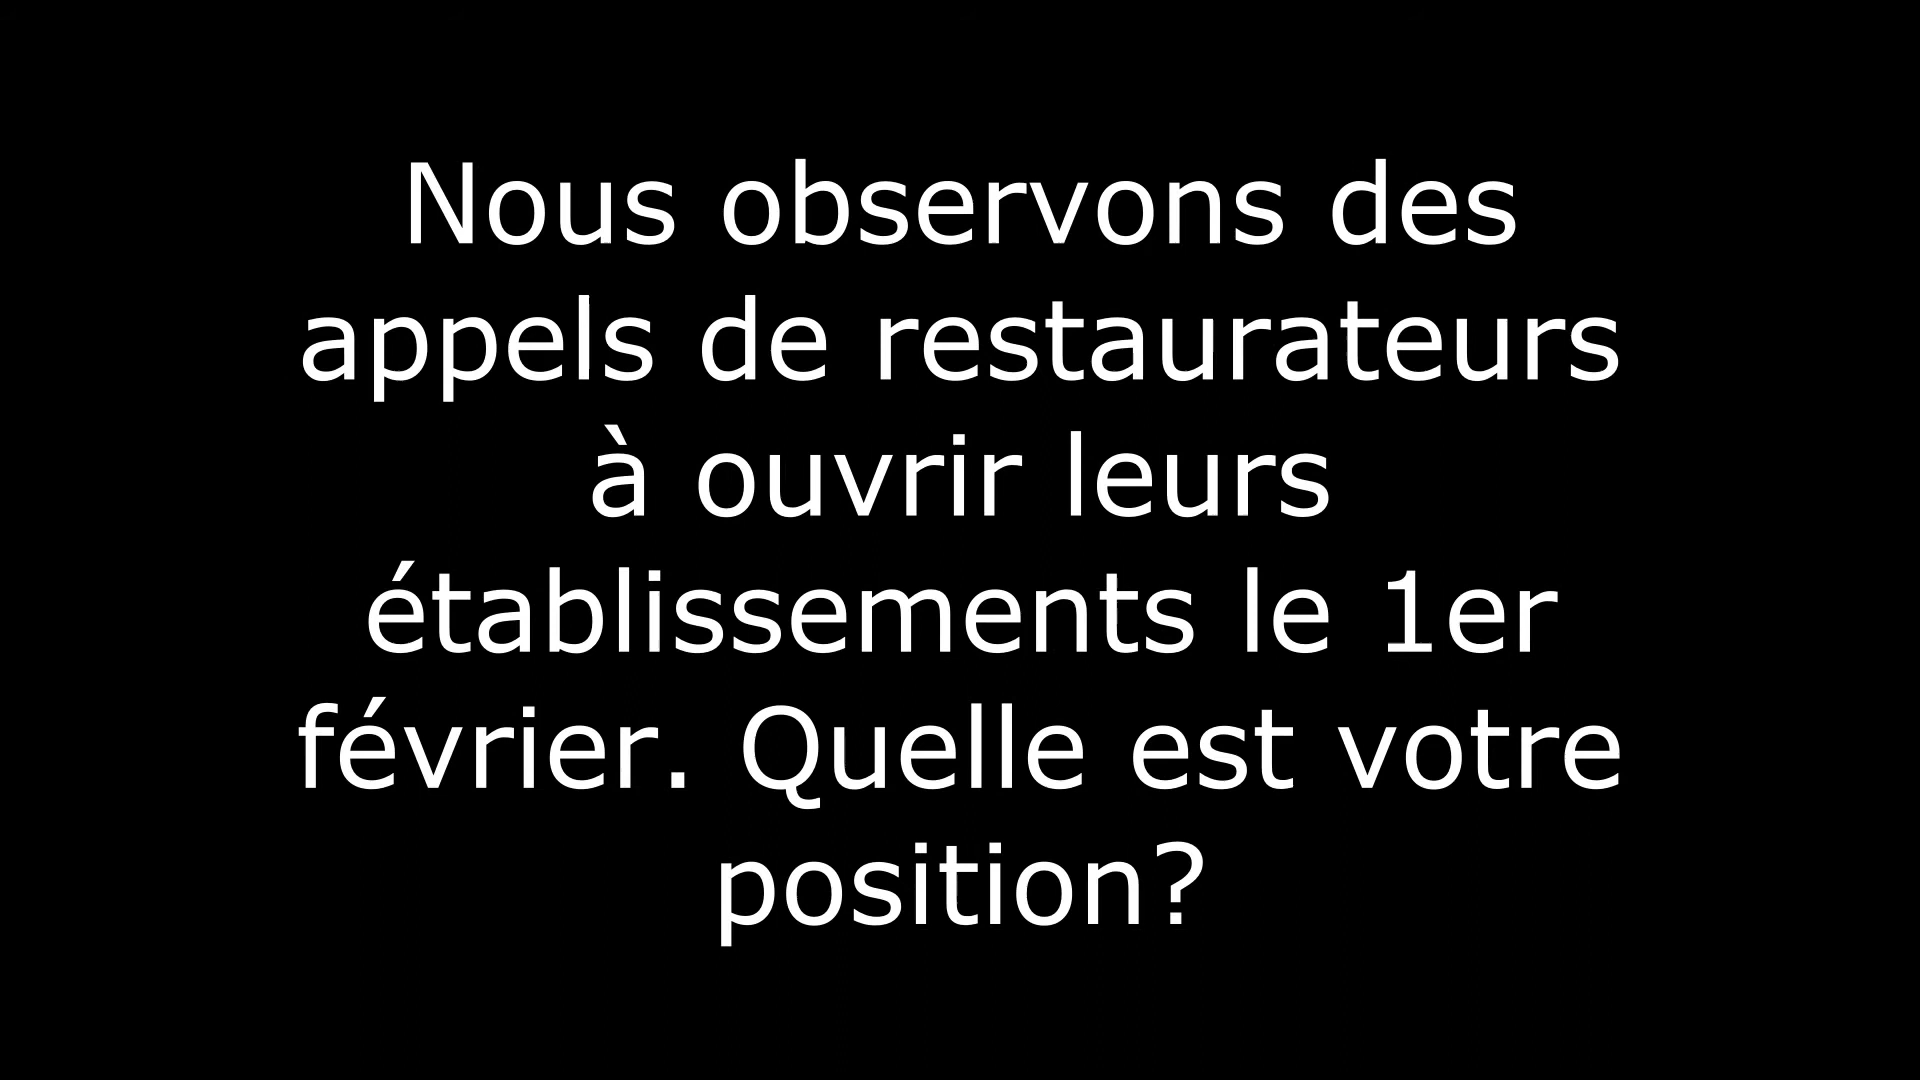 Nous observons des
appels de restaurateurs
à ouvrir leurs
établissements le 1er
février. Quelle est votre
position?